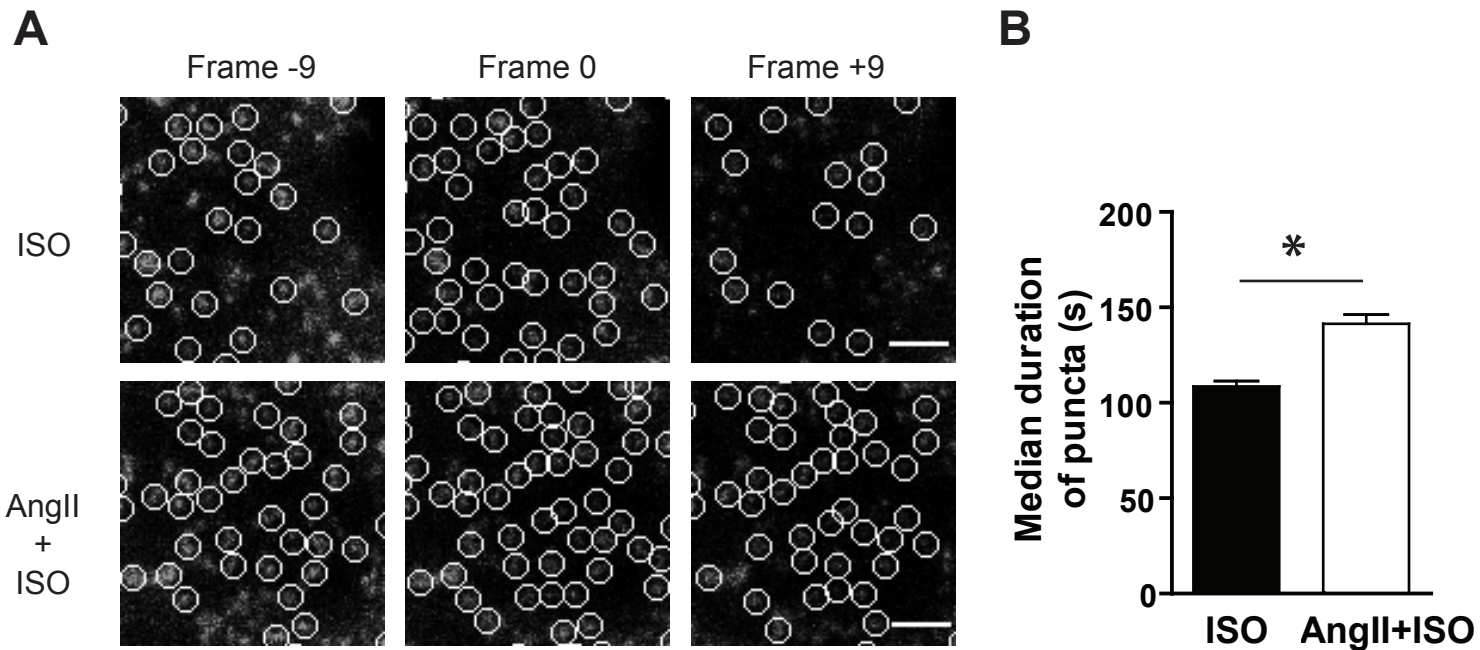 A
Frame -9
Frame 0
Frame +9
ISO
AngII
+
ISO
B
Median duration
of puncta (s)
200
150
100
50
0
*
ISO
AngII+ISO